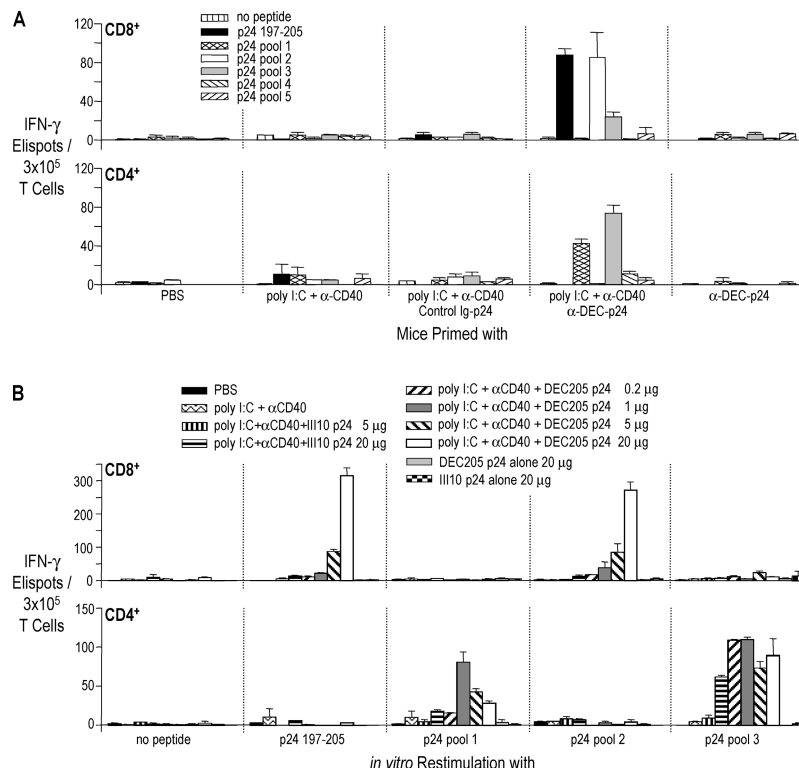 A
CD8+
no peptide
p24 197-205
p24 pool 1
p24 pool 2
p24 pool 3
p24 pool 4
p24 pool 5
120
80
40
0
IFN-γ
Elispots /
3x10⁵
T Cells
CD4+
120
80
40
0
PBS
poly I:C + α-CD40
poly I:C + α-CD40
Control Ig-p24
poly I:C + α-CD40
α-DEC-p24
α-DEC-p24
Mice Primed with
B
PBS
poly I:C + αCD40
poly I:C+αCD40+III10 p24 5 µg
poly I:C+αCD40+III10 p24 20 µg
poly I:C + αCD40 + DEC205 p24 0.2 µg
poly I:C + αCD40 + DEC205 p24 1 µg
poly I:C + αCD40 + DEC205 p24 5 µg
poly I:C + αCD40 + DEC205 p24 20 µg
DEC205 p24 alone 20 µg
III10 p24 alone 20 µg
CD8+
300
200
100
0
IFN-γ
Elispots /
3x10⁵
T Cells
CD4+
150
100
50
0
no peptide
p24 197-205
p24 pool 1
p24 pool 2
p24 pool 3
in vitro Restimulation with